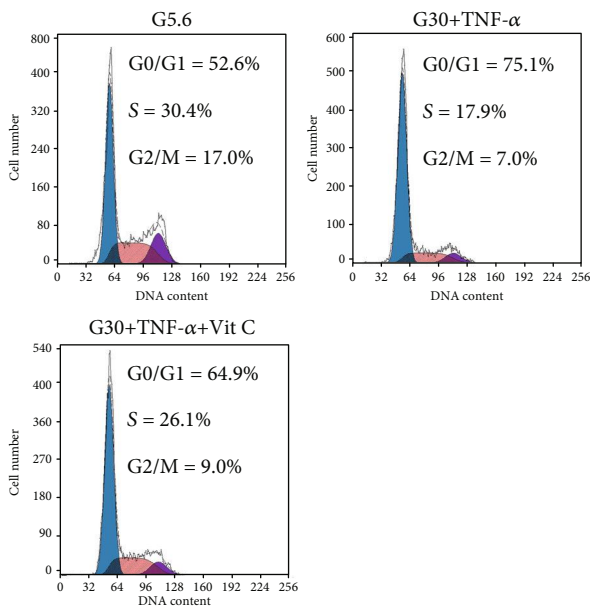 G5.6
800
400
320
240
160
80
0
Cell number
G0/G1 = 52.6%
S = 30.4%
G2/M = 17.0%
0 32 64 96 128 160 192 224 256
DNA content
G30+TNF-α
600
500
400
300
200
100
0
Cell number
G0/G1 = 75.1%
S = 17.9%
G2/M = 7.0%
0 32 64 96 128 160 192 224 256
DNA content
G30+TNF-α+Vit C
540
400
360
270
180
90
0
Cell number
G0/G1 = 64.9%
S = 26.1%
G2/M = 9.0%
0 32 64 96 128 160 192 224 256
DNA content